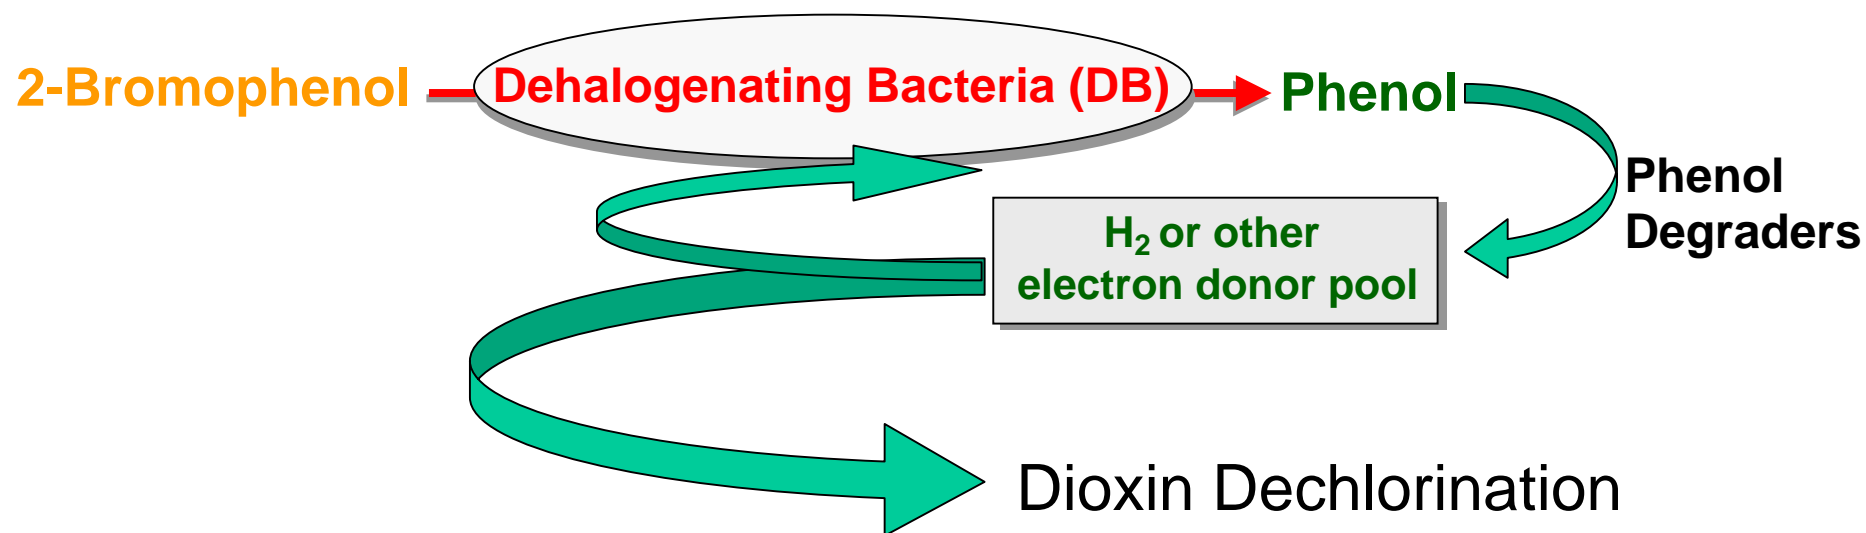 2-Bromophenol
Dehalogenating Bacteria (DB)
Phenol
Phenol
Degraders
H₂ or other
electron donor pool
Dioxin Dechlorination